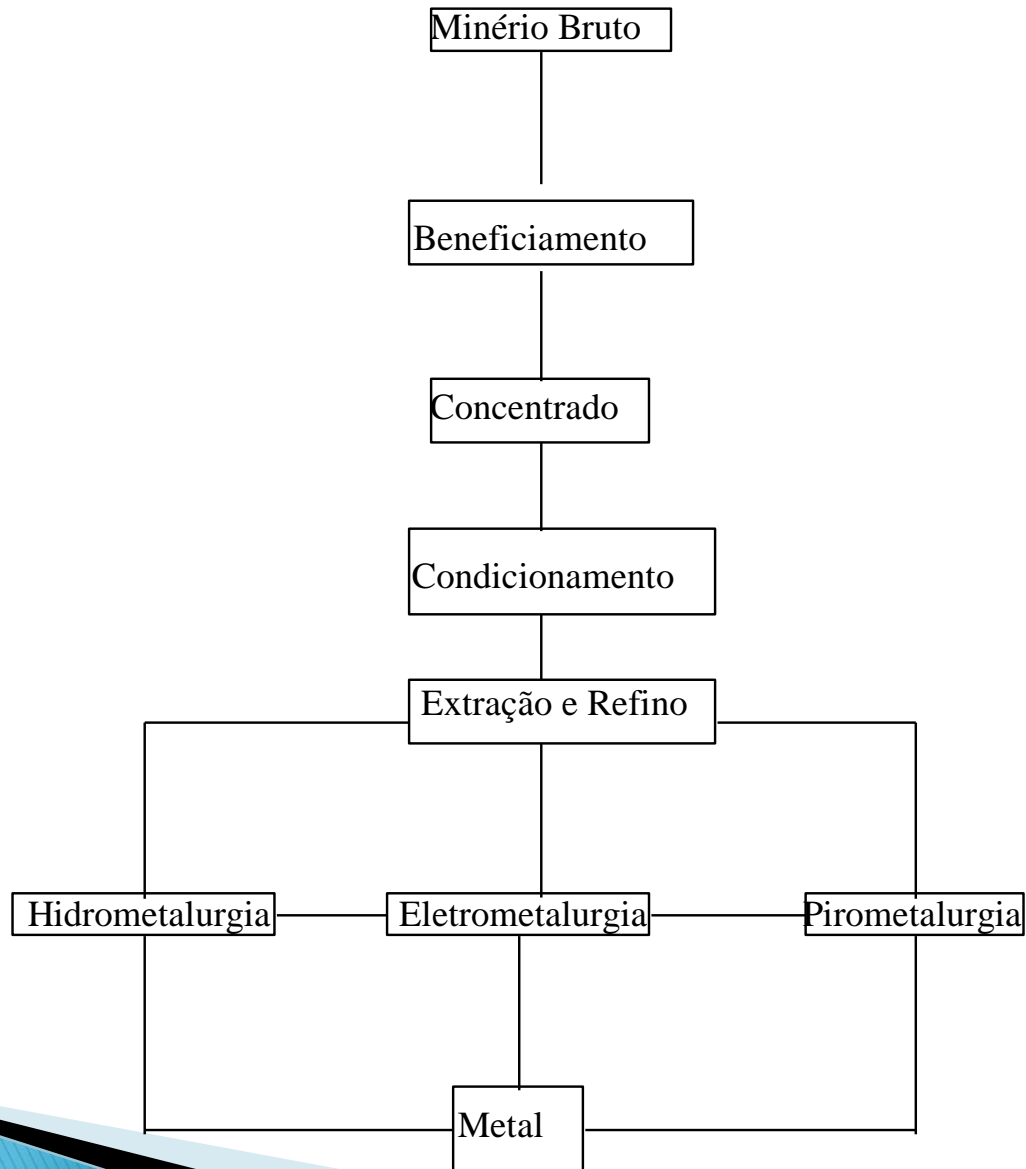 Minério Bruto
Beneficiamento
Concentrado
Condicionamento
Extração e Refino
Hidrometalurgia
Eletrometalurgia
Pirometalurgia
Metal